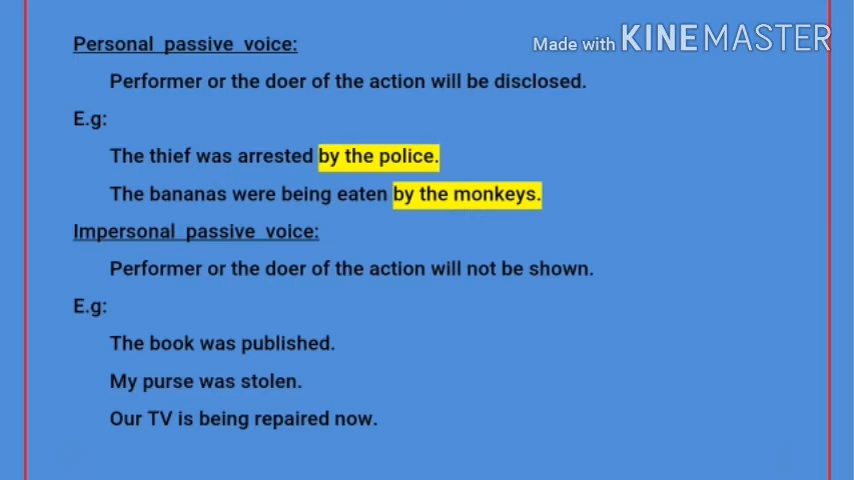 Personal passive voice:
Made with KINEMASTER
Performer or the doer of the action will be disclosed.
E.g:
The thief was arrested by the police.
The bananas were being eaten by the monkeys.
Impersonal passive voice:
Performer or the doer of the action will not be shown.
E.g:
The book was published.
My purse was stolen.
Our TV is being repaired now.